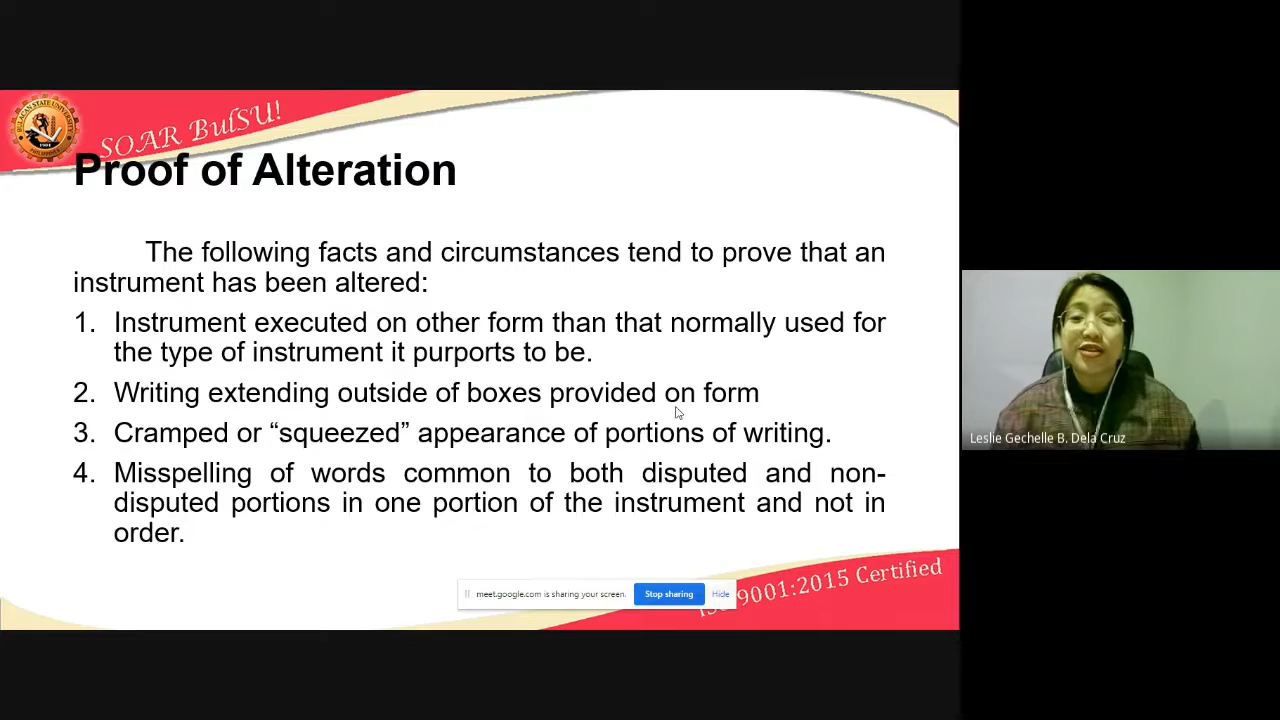 SOAR BulSU!
Proof of Alteration
The following facts and circumstances tend to prove that an
instrument has been altered:
1. Instrument executed on other form than that normally used for
the type of instrument it purports to be.
2. Writing extending outside of boxes provided on form
3. Cramped or “squeezed” appearance of portions of writing.
4. Misspelling of words common to both disputed and non-
disputed portions in one portion of the instrument and not in
order.
meet.google.com is sharing your screen.
Stop sharing
Hide
9001:2015 Certified
Leslie Gechelle B. Dela Cruz